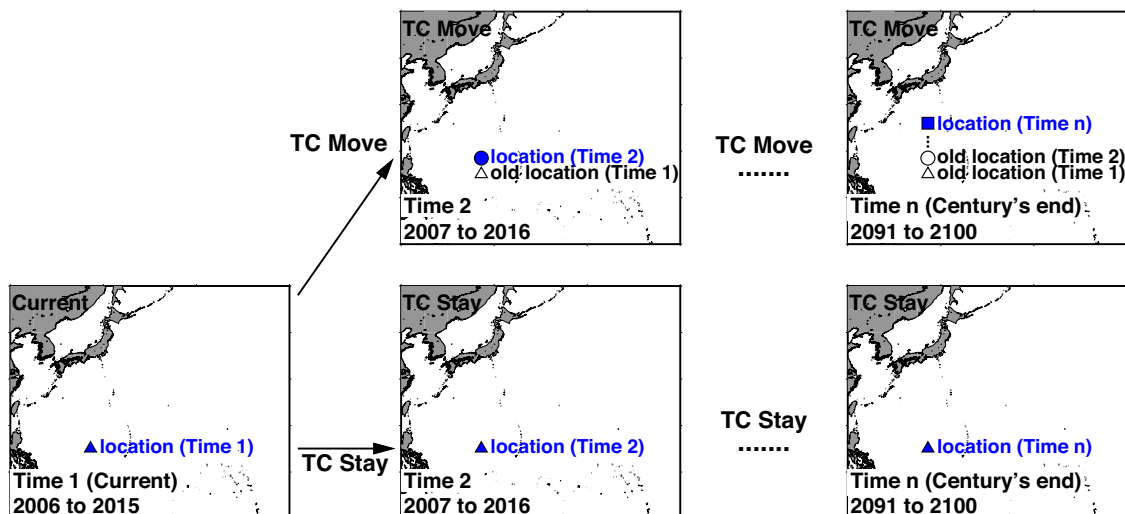 TC Move
location (Time 2)
old location (Time 1)
Time 2
2007 to 2016
TC Move
.......
TC Move
location (Time n)
old location (Time 2)
old location (Time 1)
Time n (Century's end)
2091 to 2100
TC Move
Current
location (Time 1)
Time 1 (Current)
2006 to 2015
TC Stay
TC Stay
location (Time 2)
Time 2
2007 to 2016
TC Stay
.......
TC Stay
location (Time n)
Time n (Century's end)
2091 to 2100